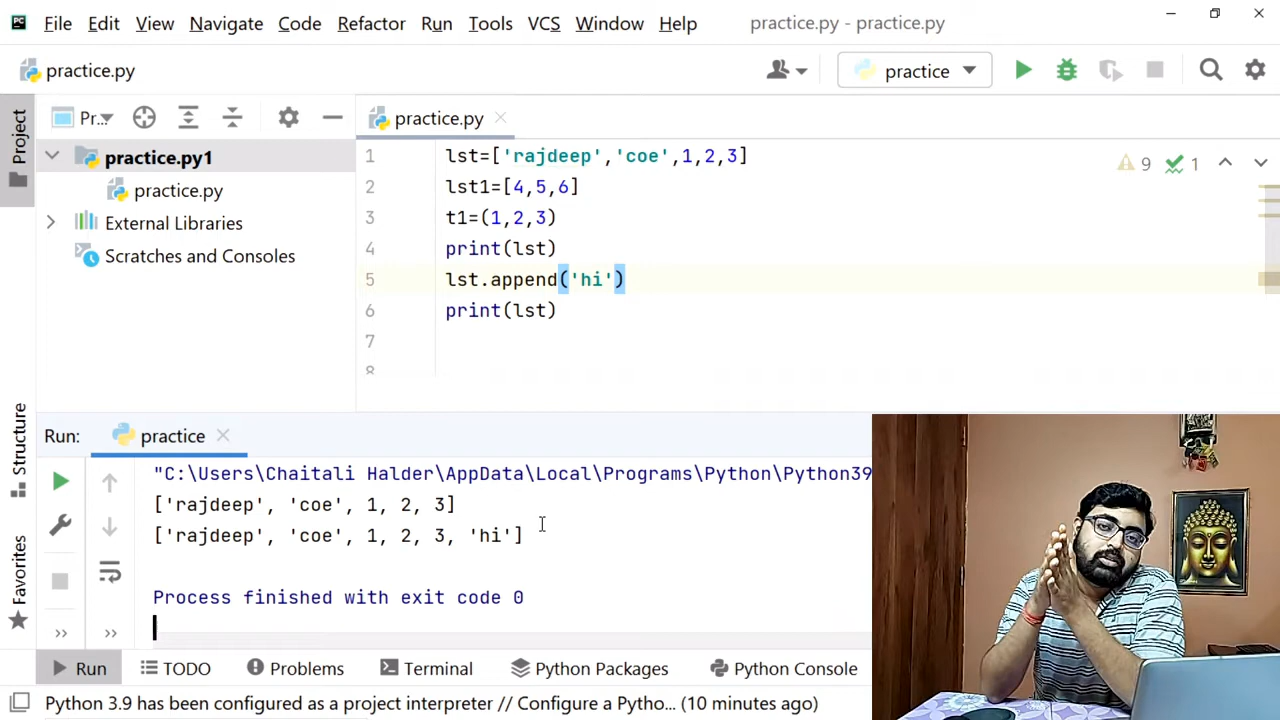 File Edit View Navigate Code Refactor Run Tools VCS Window Help practice.py - practice.py
practice.py practice
Pr... practice.py
Project
practice.py1
practice.py
External Libraries
Scratches and Consoles
9 1
1 lst=['rajdeep','coe',1,2,3]
2 lst1=[4,5,6]
3 t1=(1,2,3)
4 print(lst)
5 lst.append('hi')
6 print(lst)
7
8
Run: practice
Structure
Favorites
"C:\Users\Chaitali Halder\AppData\Local\Programs\Python\Python39
['rajdeep', 'coe', 1, 2, 3]
['rajdeep', 'coe', 1, 2, 3, 'hi']
Process finished with exit code 0
>> >>
Run TODO Problems Terminal Python Packages Python Console
Python 3.9 has been configured as a project interpreter // Configure a Pytho... (10 minutes ago)